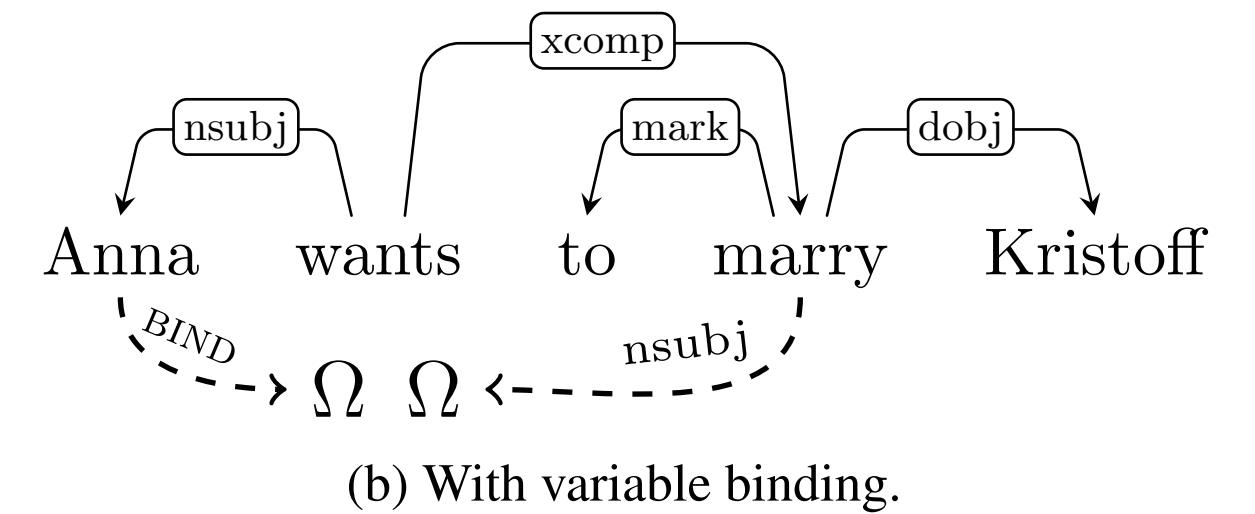 xcomp
nsubj mark dobj
Anna wants to marry Kristoff
BIND nsubj
Ω Ω
(b) With variable binding.